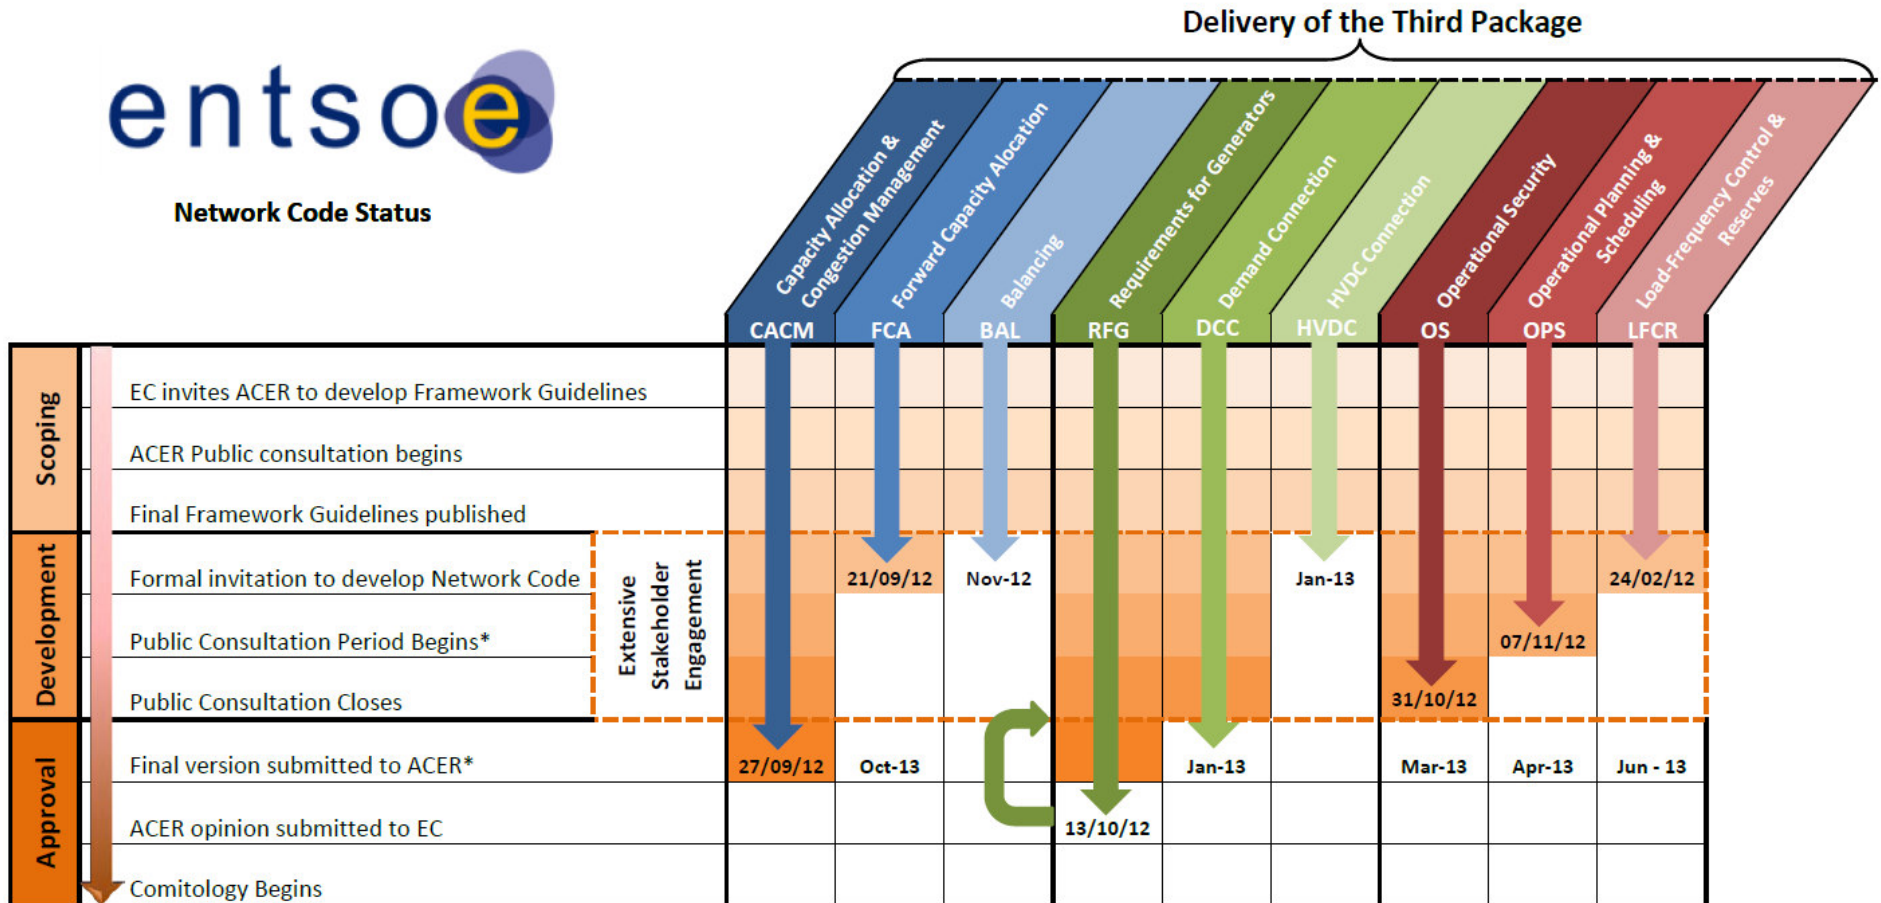 Delivery of the Third Package
entsoe
Network Code Status
Capacity Allocation &
Congestion Management
Forward Capacity Alocation
Balancing
Requirements for Generators
Demand Connection
HVDC Connection
Operational Security
Operational Planning &
Scheduling
Load-Frequency Control &
Reserves
CACM FCA BAL RFG DCC HVDC OS OPS LFCR
Scoping
EC invites ACER to develop Framework Guidelines
ACER Public consultation begins
Final Framework Guidelines published
Development
Extensive
Stakeholder
Engagement
Formal invitation to develop Network Code 21/09/12 Nov-12 Jan-13 24/02/12
Public Consultation Period Begins* 07/11/12
Public Consultation Closes 31/10/12
Approval
Final version submitted to ACER* 27/09/12 Oct-13 Jan-13 Mar-13 Apr-13 Jun - 13
ACER opinion submitted to EC 13/10/12
Comitology Begins